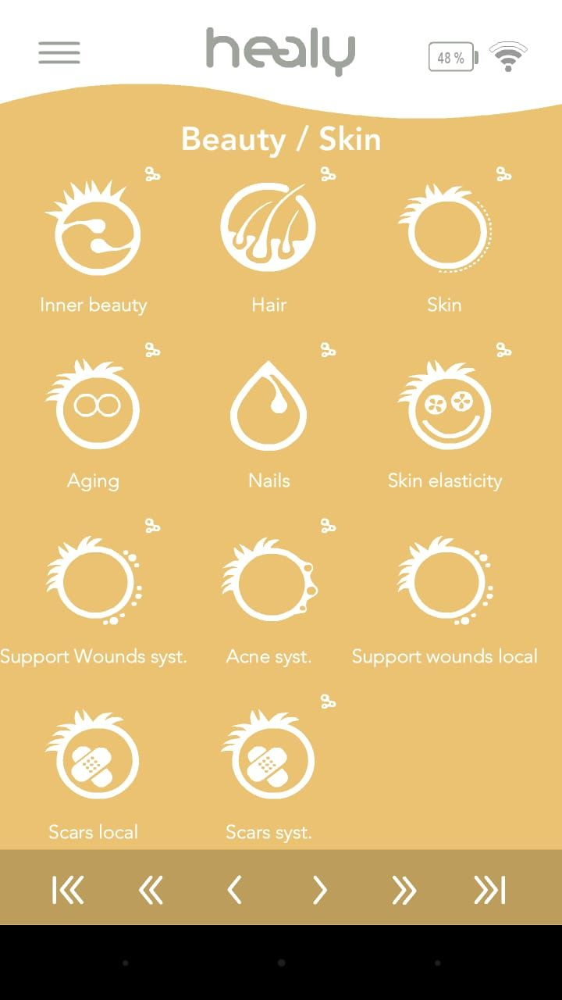 healy
48 %
Beauty / Skin
Inner beauty
Hair
Skin
Aging
Nails
Skin elasticity
Support Wounds syst.
Acne syst.
Support wounds local
Scars local
Scars syst.